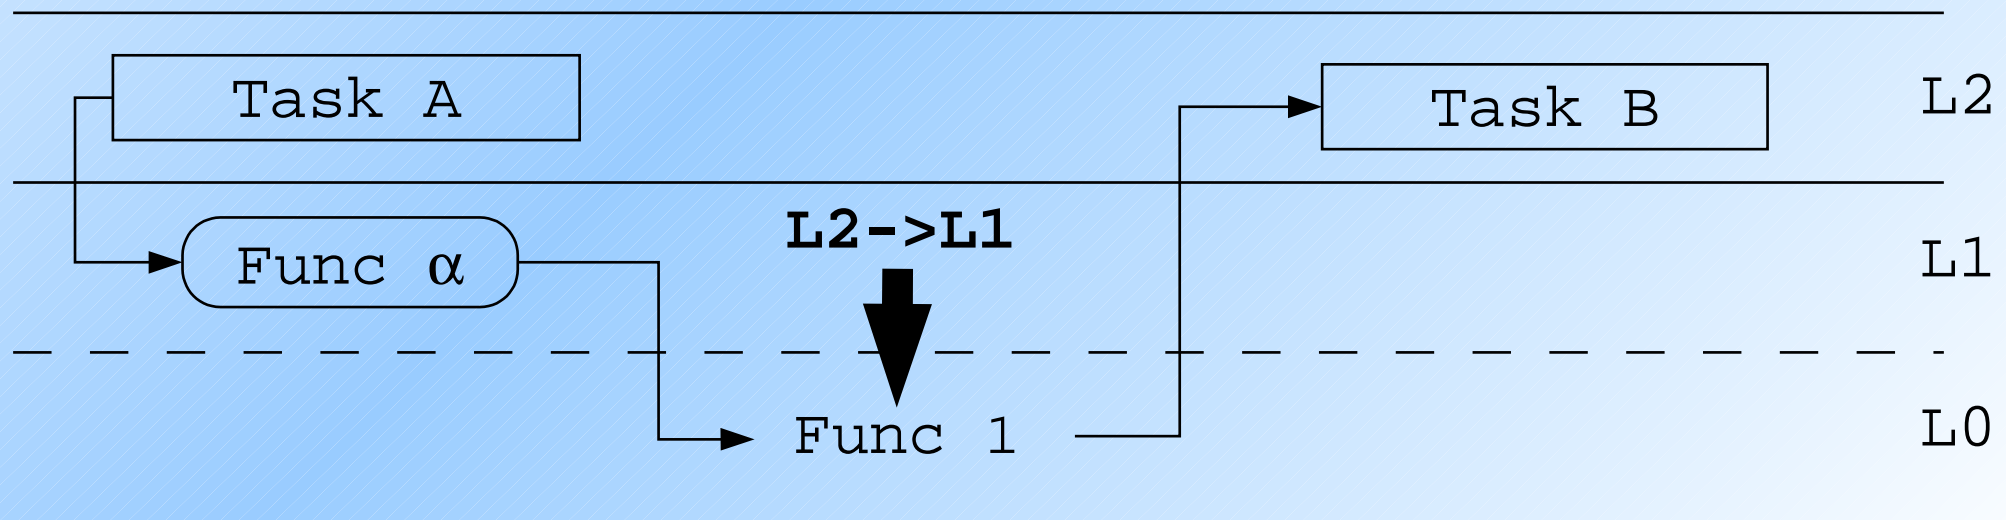 Task A
Task B
L2
L2->L1
Func α
L1
Func 1
L0